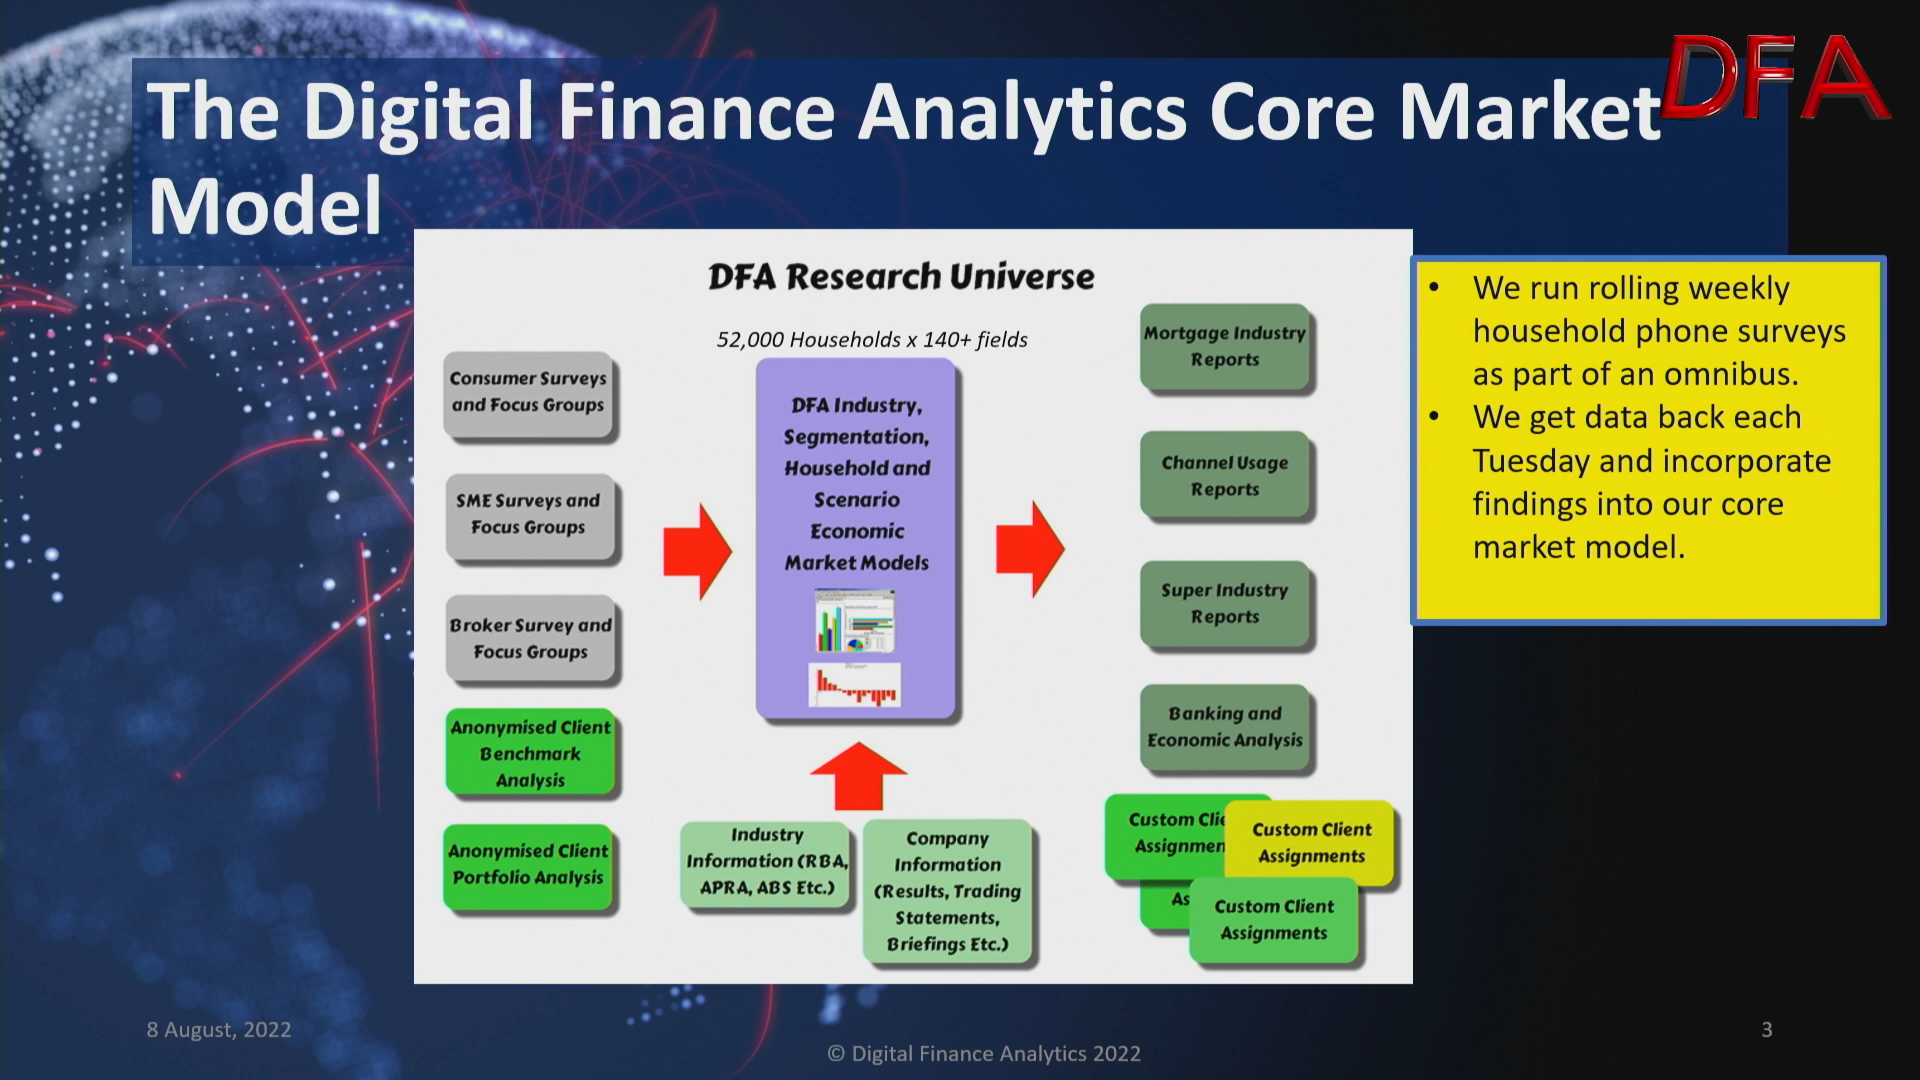 The Digital Finance Analytics Core Market
Model
DFA
DFA Research Universe
52,000 Households x 140+ fields
Consumer Surveys
and Focus Groups
SME Surveys and
Focus Groups
Broker Survey and
Focus Groups
Anonymised Client
Benchmark
Analysis
Anonymised Client
Portfolio Analysis
DFA Industry,
Segmentation,
Household and
Scenario
Economic
Market Models
Industry
Information (RBA,
APRA, ABS Etc.)
Company
Information
(Results, Trading
Statements,
Briefings Etc.)
Mortgage Industry
Reports
Channel Usage
Reports
Super Industry
Reports
Banking and
Economic Analysis
Custom Clie
Assignmen
Custom Client
Assignments
As
Custom Client
Assignments
• We run rolling weekly
household phone surveys
as part of an omnibus.
• We get data back each
Tuesday and incorporate
findings into our core
market model.
8 August, 2022
© Digital Finance Analytics 2022
3